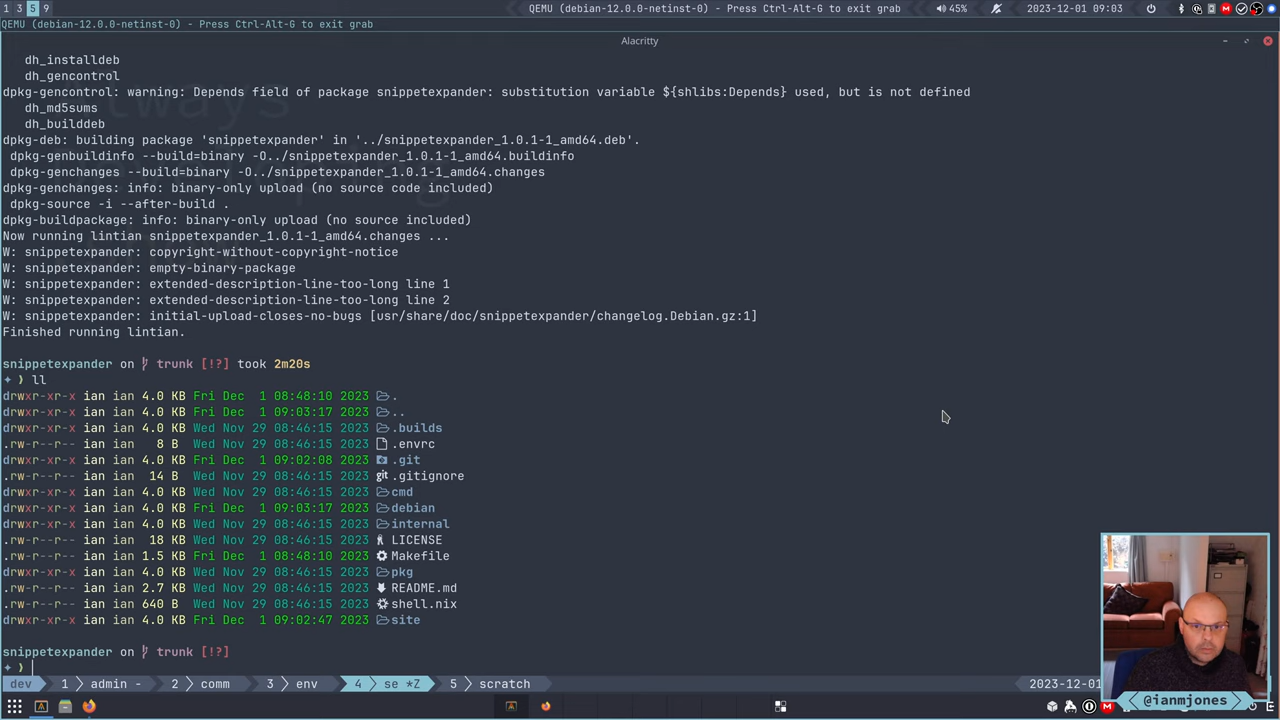 1 3 5 9 QEMU (debian-12.0.0-netinst-0) - Press Ctrl-Alt-G to exit grab 45% 2023-12-01 09:03
QEMU (debian-12.0.0-netinst-0) - Press Ctrl-Alt-G to exit grab
Alacritty
dh_installdeb
dh_gencontrol
dpkg-gencontrol: warning: Depends field of package snippetexpander: substitution variable ${shlibs:Depends} used, but is not defined
dh_md5sums
dh_builddeb
dpkg-deb: building package 'snippetexpander' in '../snippetexpander_1.0.1-1_amd64.deb'.
dpkg-genbuildinfo --build=binary -O../snippetexpander_1.0.1-1_amd64.buildinfo
dpkg-genchanges --build=binary -O../snippetexpander_1.0.1-1_amd64.changes
dpkg-genchanges: info: binary-only upload (no source code included)
dpkg-source -i --after-build .
dpkg-buildpackage: info: binary-only upload (no source included)
Now running lintian snippetexpander_1.0.1-1_amd64.changes ...
W: snippetexpander: copyright-without-copyright-notice
W: snippetexpander: empty-binary-package
W: snippetexpander: extended-description-line-too-long line 1
W: snippetexpander: extended-description-line-too-long line 2
W: snippetexpander: initial-upload-closes-no-bugs [usr/share/doc/snippetexpander/changelog.Debian.gz:1]
Finished running lintian.
snippetexpander on trunk [!?] took 2m20s
❯ ll
drwxr-xr-x ian ian 4.0 KB Fri Dec 1 08:48:10 2023 .
drwxr-xr-x ian ian 4.0 KB Fri Dec 1 09:03:17 2023 ..
drwxr-xr-x ian ian 4.0 KB Wed Nov 29 08:46:15 2023 .builds
.rw-r--r-- ian ian 8 B Wed Nov 29 08:46:15 2023 .envrc
drwxr-xr-x ian ian 4.0 KB Fri Dec 1 09:02:08 2023 .git
.rw-r--r-- ian ian 14 B Wed Nov 29 08:46:15 2023 git .gitignore
drwxr-xr-x ian ian 4.0 KB Wed Nov 29 08:46:15 2023 cmd
drwxr-xr-x ian ian 4.0 KB Fri Dec 1 09:03:17 2023 debian
drwxr-xr-x ian ian 4.0 KB Wed Nov 29 08:46:15 2023 internal
.rw-r--r-- ian ian 18 KB Wed Nov 29 08:46:15 2023 LICENSE
.rw-r--r-- ian ian 1.5 KB Fri Dec 1 08:48:10 2023 Makefile
drwxr-xr-x ian ian 4.0 KB Wed Nov 29 08:46:15 2023 pkg
.rw-r--r-- ian ian 2.7 KB Wed Nov 29 08:46:15 2023 README.md
.rw-r--r-- ian ian 640 B Wed Nov 29 08:46:15 2023 shell.nix
drwxr-xr-x ian ian 4.0 KB Fri Dec 1 09:02:47 2023 site
snippetexpander on trunk [!?]
❯
dev 1 admin - 2 comm 3 env 4 se *Z 5 scratch 2023-12-01
@ianmjones